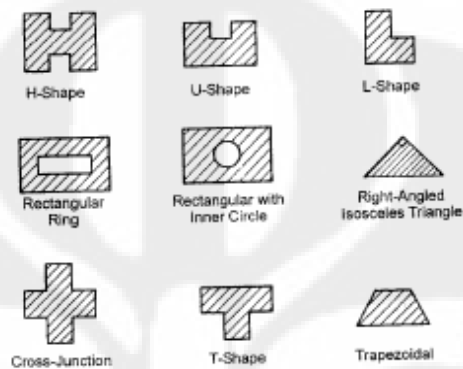 H-Shape
U-Shape
L-Shape
Rectangular
Ring
Rectangular with
Inner Circle
Right-Angled
Isosceles Triangle
Cross-Junction
T-Shape
Trapezoidal